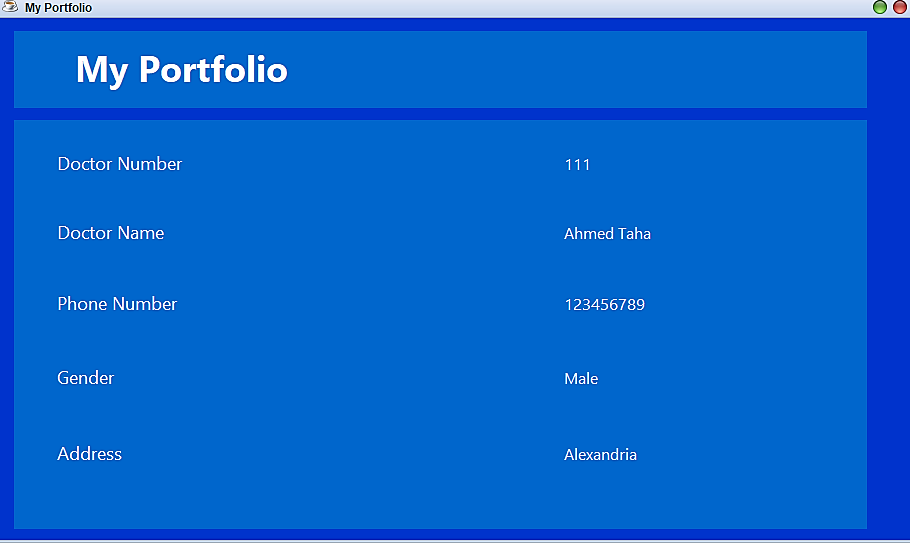 My Portfolio
My Portfolio
Doctor Number 111
Doctor Name Ahmed Taha
Phone Number 123456789
Gender Male
Address Alexandria